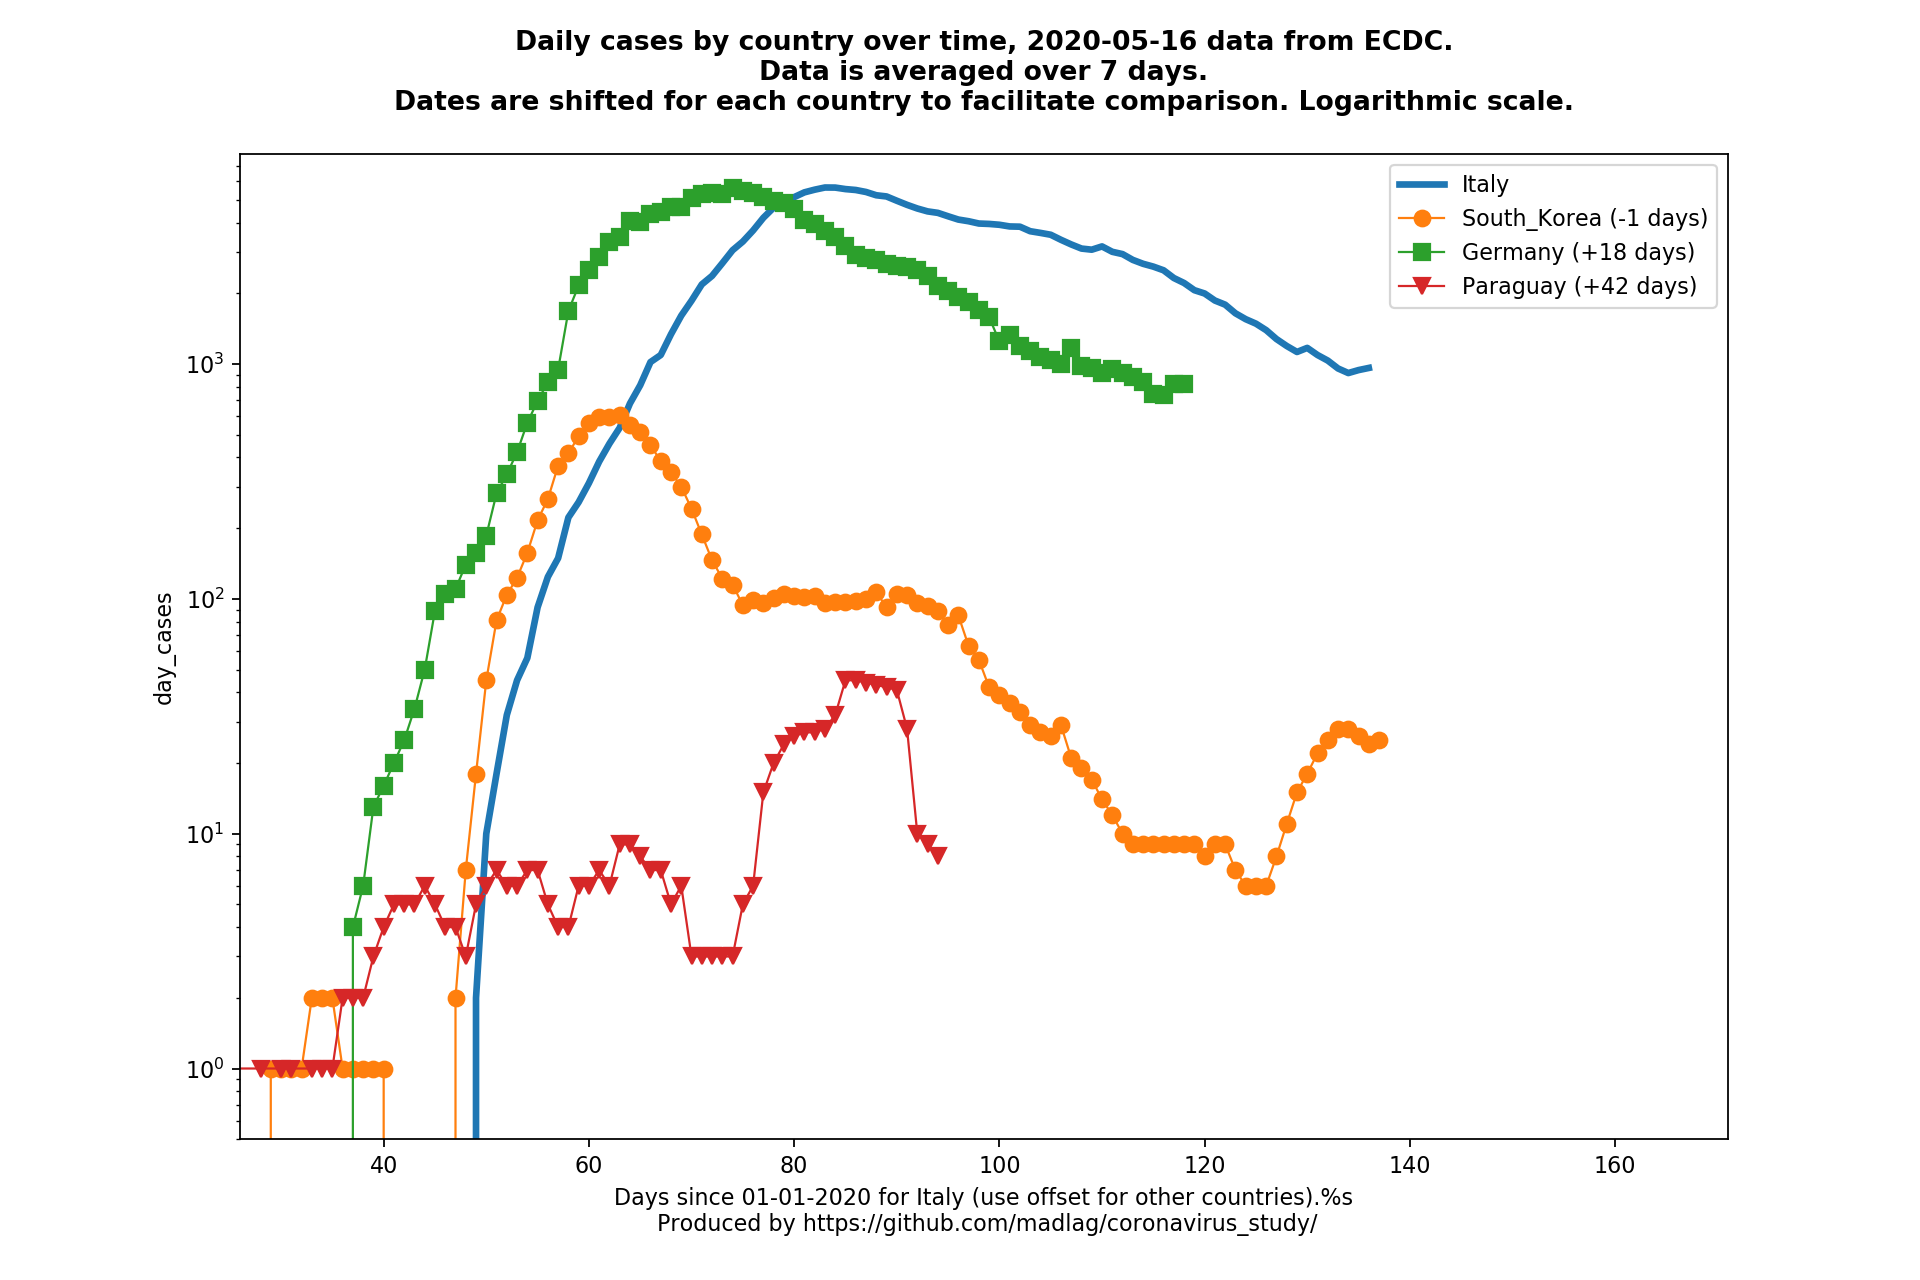 Daily cases by country over time, 2020-05-16 data from ECDC.
Data is averaged over 7 days.
Dates are shifted for each country to facilitate comparison. Logarithmic scale.
Italy
South_Korea (-1 days)
Germany (+18 days)
Paraguay (+42 days)
10³
10²
10¹
10⁰
day_cases
40 60 80 100 120 140 160
Days since 01-01-2020 for Italy (use offset for other countries).%s
Produced by https://github.com/madlag/coronavirus_study/